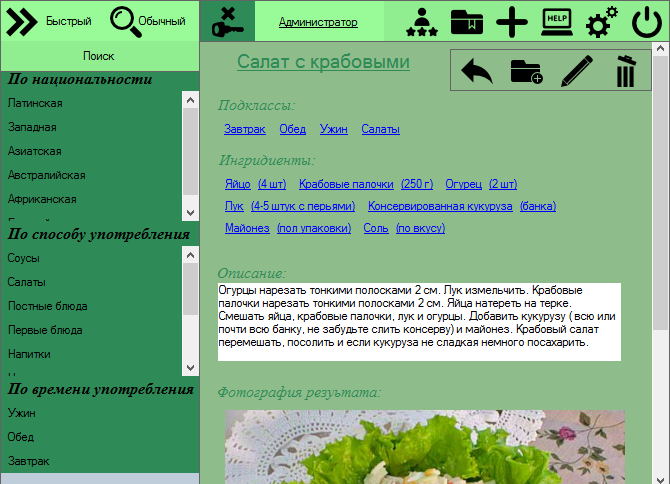 Быстрый
Обычный
Администратор
HELP
Поиск
По национальности
Латинская
Западная
Азиатская
Австралийская
Африканская
По способу употребления
Соусы
Салаты
Постные блюда
Первые блюда
Напитки
По времени употребления
Ужин
Обед
Завтрак
Салат с крабовыми
Подклассы:
Завтрак Обед Ужин Салаты
Ингридиенты:
Яйцо (4 шт) Крабовые палочки (250 г) Огурец (2 шт)
Лук (4-5 штук с перьями) Консервированная кукуруза (банка)
Майонез (пол упаковки) Соль (по вкусу)
Описание:
Огурцы нарезать тонкими полосками 2 см. Лук измельчить. Крабовые
палочки нарезать тонкими полосками 2 см. Яйца натереть на терке.
Смешать яйца, крабовые палочки, лук и огурцы. Добавить кукурузу ( всю или
почти всю банку, не забудьте слить консерву) и майонез. Крабовый салат
перемешать, посолить и если кукуруза не сладкая немного посахарить.
Фотография резуьтата: